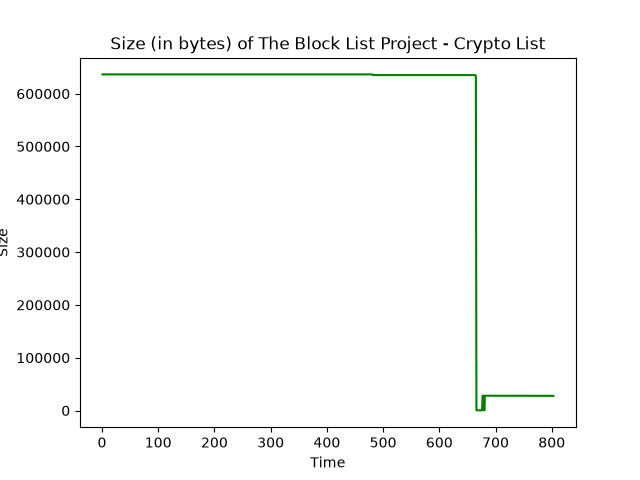 Size (in bytes) of The Block List Project - Crypto List
600000
500000
400000
300000
200000
100000
0
Size
0 100 200 300 400 500 600 700 800
Time